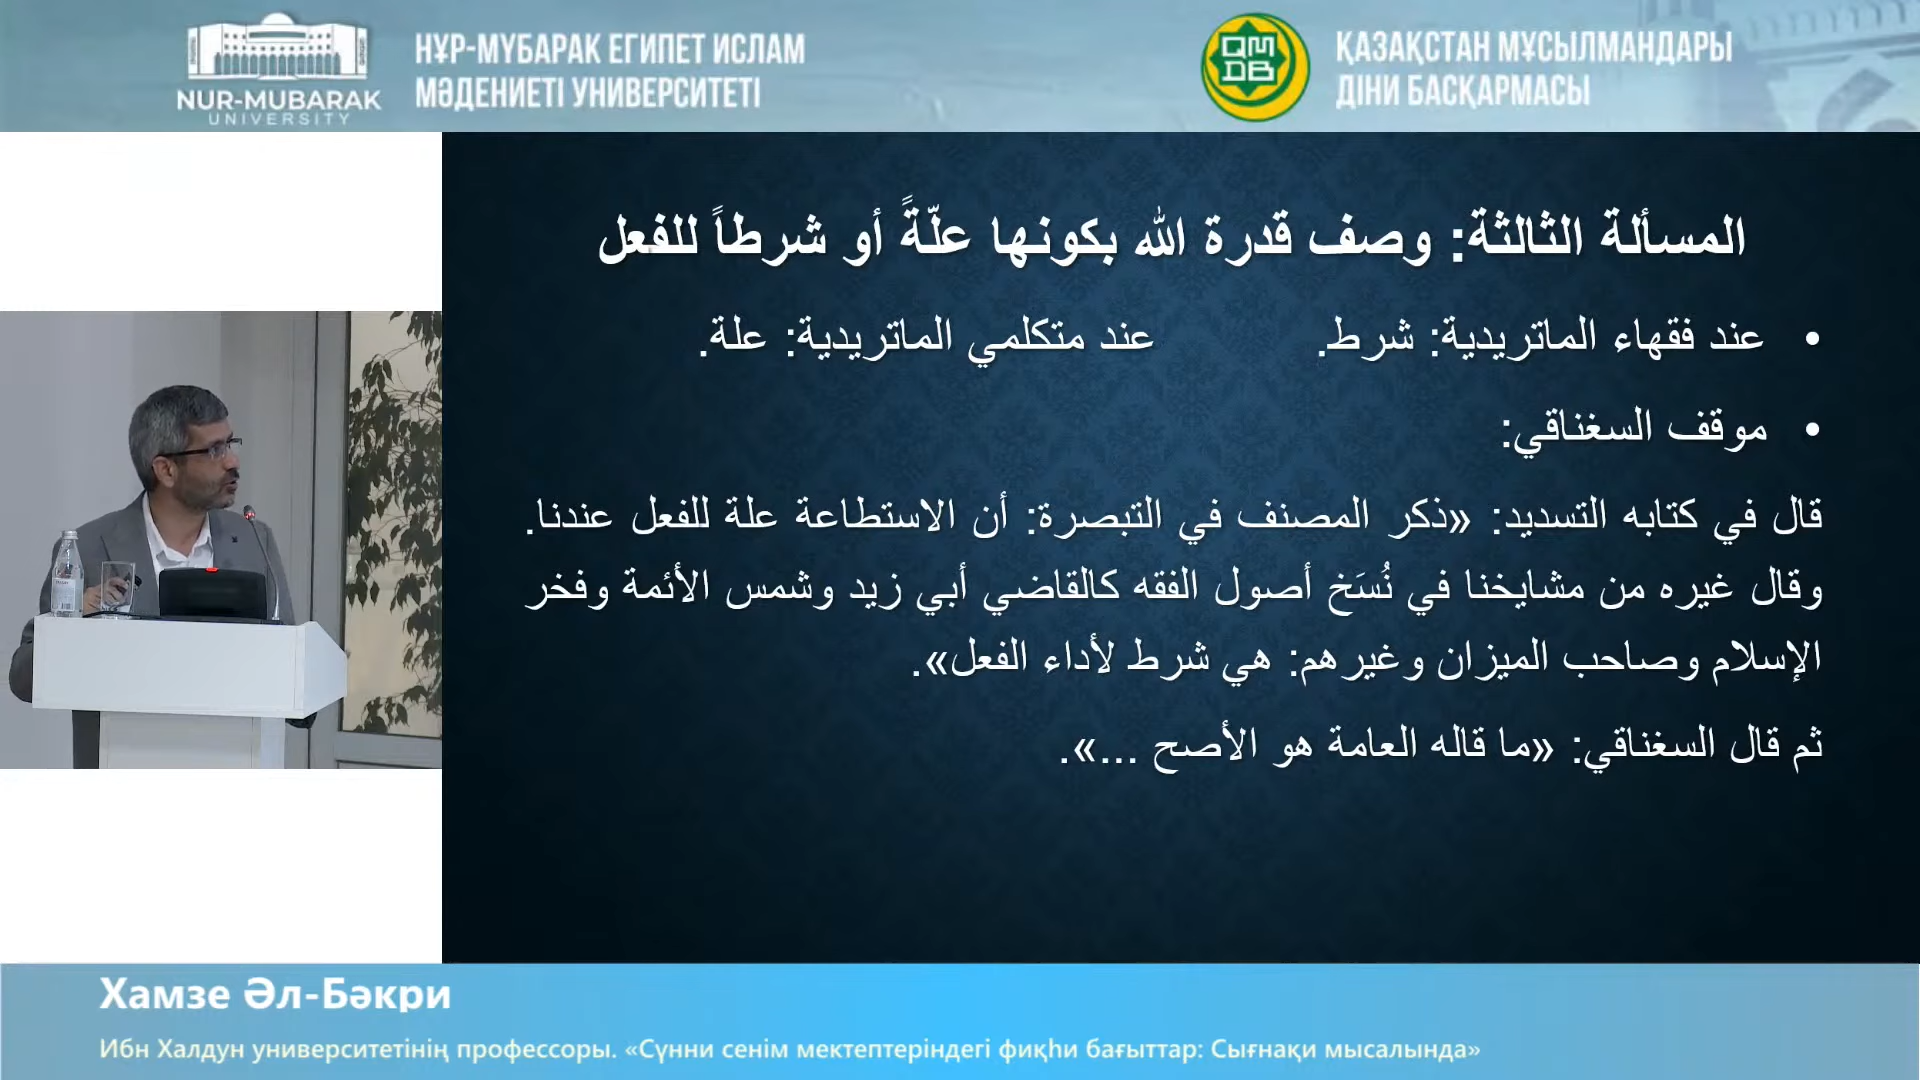 NUR-MUBARAK
UNIVERSITY
НҰР-МҮБАРАК ЕГИПЕТ ИСЛАМ
МӘДЕНИЕТІ УНИВЕРСИТЕТІ
QM
DB
ҚАЗАҚСТАН МҰСЫЛМАНДАРЫ
ДІНИ БАСҚАРМАСЫ
المسألة الثالثة: وصف قدرة الله بكونها علّةً أو شرطاً للفعل
• عند فقهاء الماتريدية: شرط. عند متكلمي الماتريدية: علة.
• موقف السغناقي:
قال في كتابه التسديد: «ذكر المصنف في التبصرة: أن الاستطاعة علة للفعل عندنا.
وقال غيره من مشايخنا في نُسَخ أصول الفقه كالقاضي أبي زيد وشمس الأئمة وفخر
الإسلام وصاحب الميزان وغيرهم: هي شرط لأداء الفعل».
ثم قال السغناقي: «ما قاله العامة هو الأصح ...».
Хамзе Әл-Бәкри
Ибн Халдун университетінің профессоры. «Сүнни сенім мектептеріндегі фиқһи бағыттар: Сығнақи мысалында»